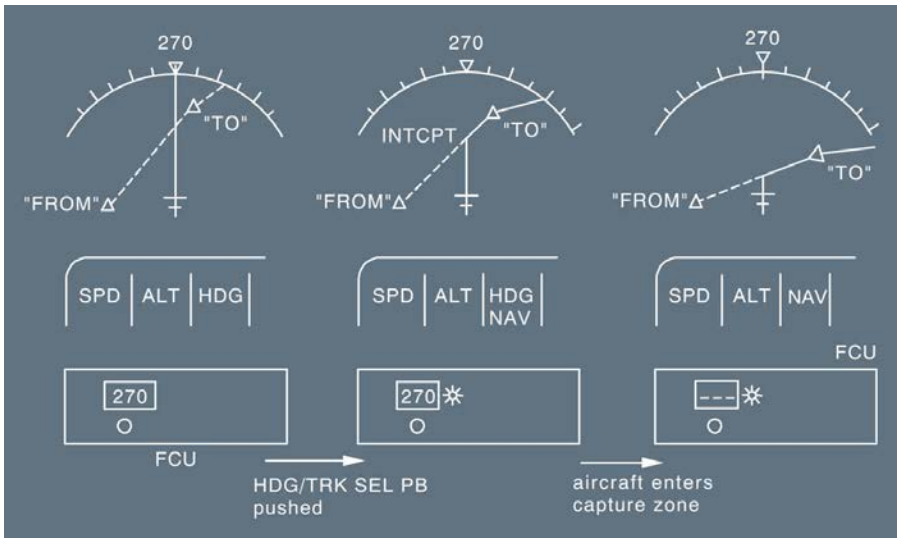 270
"TO"
"FROM"
270
INTCPT
"TO"
"FROM"
270
"TO"
"FROM"
SPD ALT HDG
SPD ALT HDG
NAV
SPD ALT NAV
270
FCU
270
FCU
---
HDG/TRK SEL PB
pushed
aircraft enters
capture zone